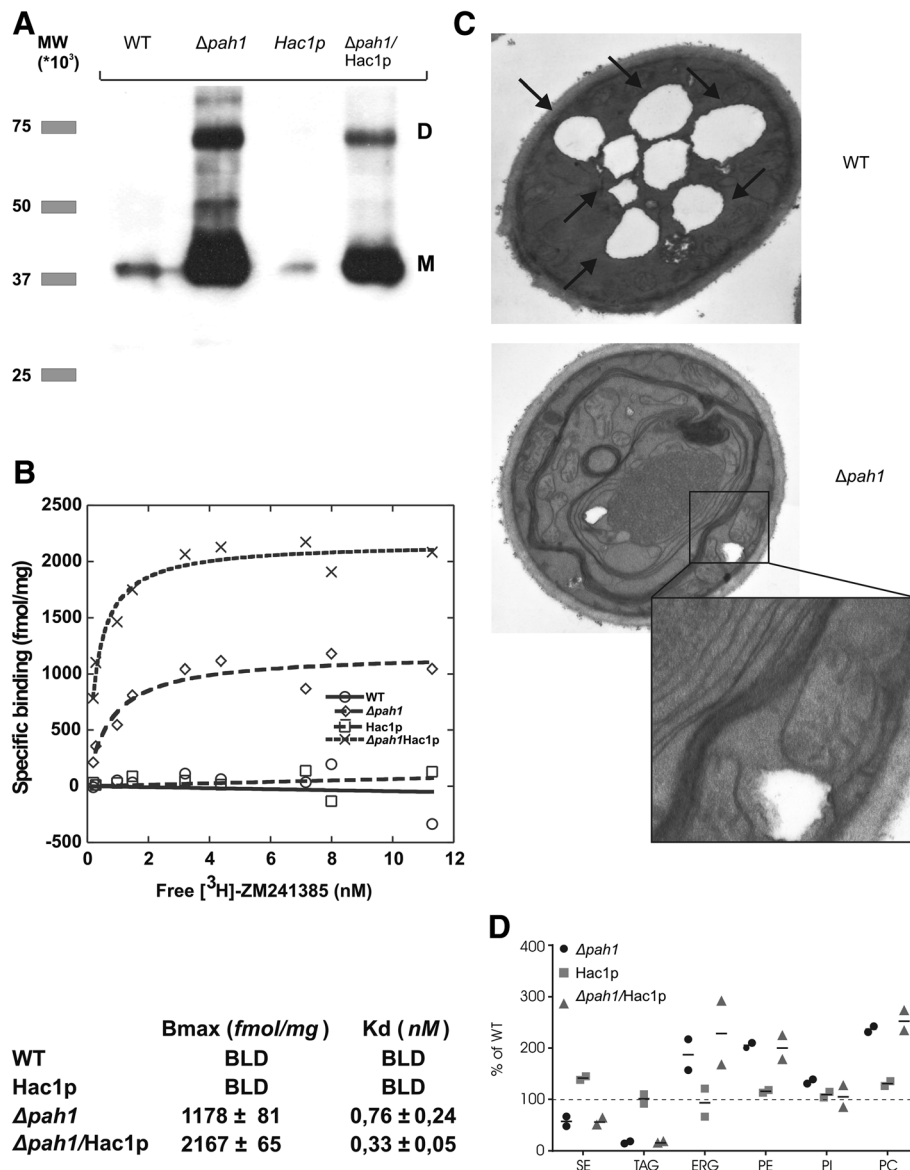 A
MW
(*10³)
WT
Δpah1
Hac1p
Δpah1/
Hac1p
75
50
37
25
D
M
B
Specific binding (fmol/mg)
2500
2000
1500
1000
500
0
-500
WT
Δpah1
Hac1p
Δpah1Hac1p
0 2 4 6 8 10 12
Free [³H]-ZM241385 (nM)
Bmax (fmol/mg) Kd (nM)
WT BLD BLD
Hac1p BLD BLD
Δpah1 1178 ± 81 0,76 ± 0,24
Δpah1/Hac1p 2167 ± 65 0,33 ± 0,05
C
WT
Δpah1
D
% of WT
400
300
200
100
0
Δpah1
Hac1p
Δpah1/Hac1p
SE TAG ERG PE PI PC